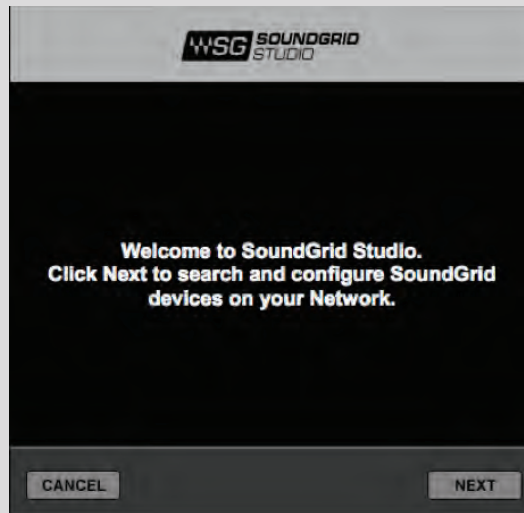 WSG SOUNDGRID
STUDIO
Welcome to SoundGrid Studio.
Click Next to search and configure SoundGrid
devices on your Network.
CANCEL
NEXT